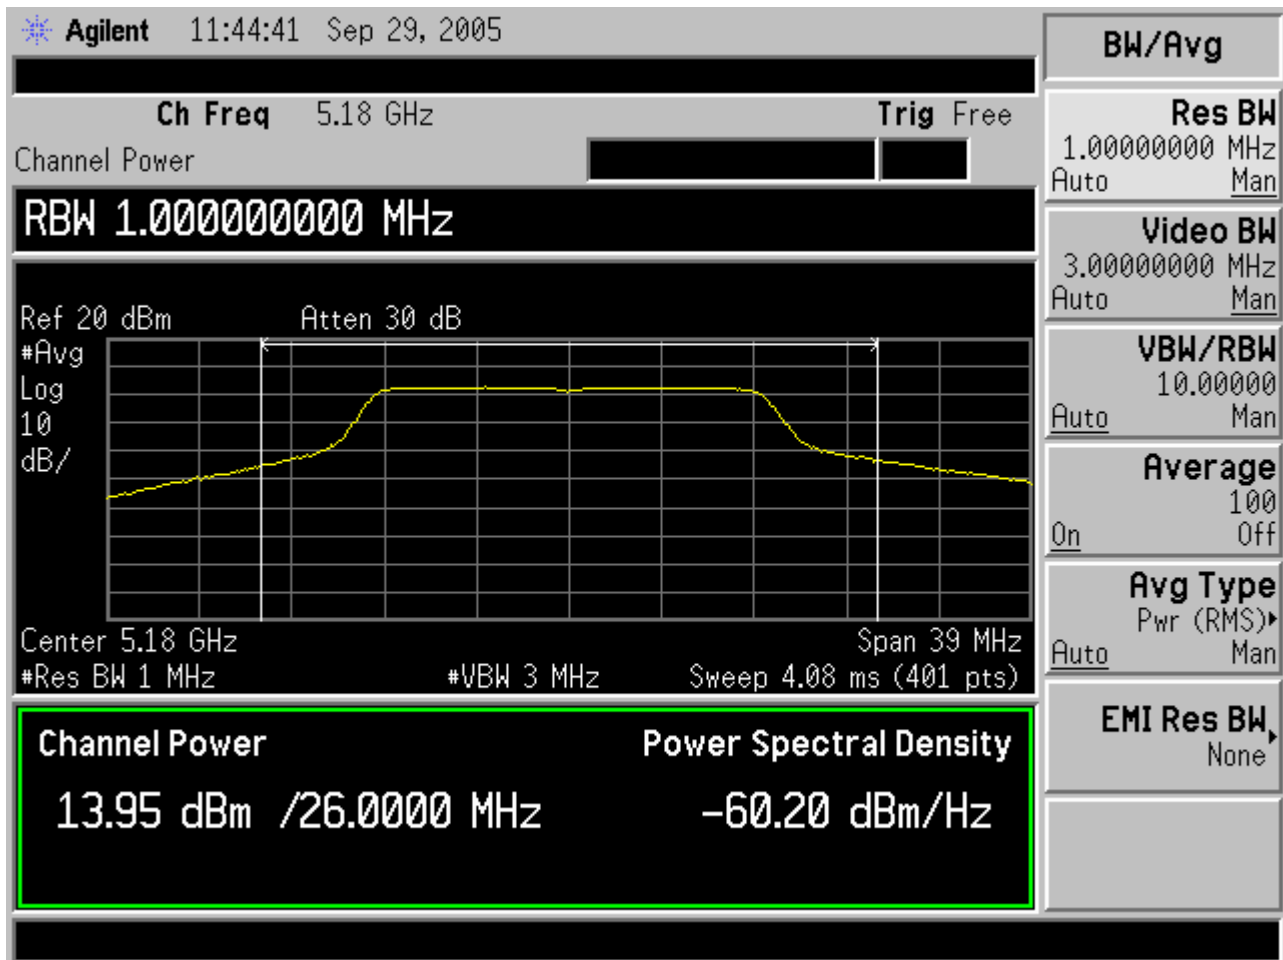 Agilent 11:44:41 Sep 29, 2005
Ch Freq 5.18 GHz Trig Free
Channel Power
RBW 1.000000000 MHz
Ref 20 dBm Atten 30 dB
#Avg
Log
10
dB/
Center 5.18 GHz Span 39 MHz
#Res BW 1 MHz #VBW 3 MHz Sweep 4.08 ms (401 pts)
Channel Power Power Spectral Density
13.95 dBm /26.0000 MHz -60.20 dBm/Hz
BW/Avg
Res BW
1.00000000 MHz
Auto Man
Video BW
3.00000000 MHz
Auto Man
VBW/RBW
10.00000
Auto Man
Average
100
On Off
Avg Type
Pwr (RMS)
Auto Man
EMI Res BW
None